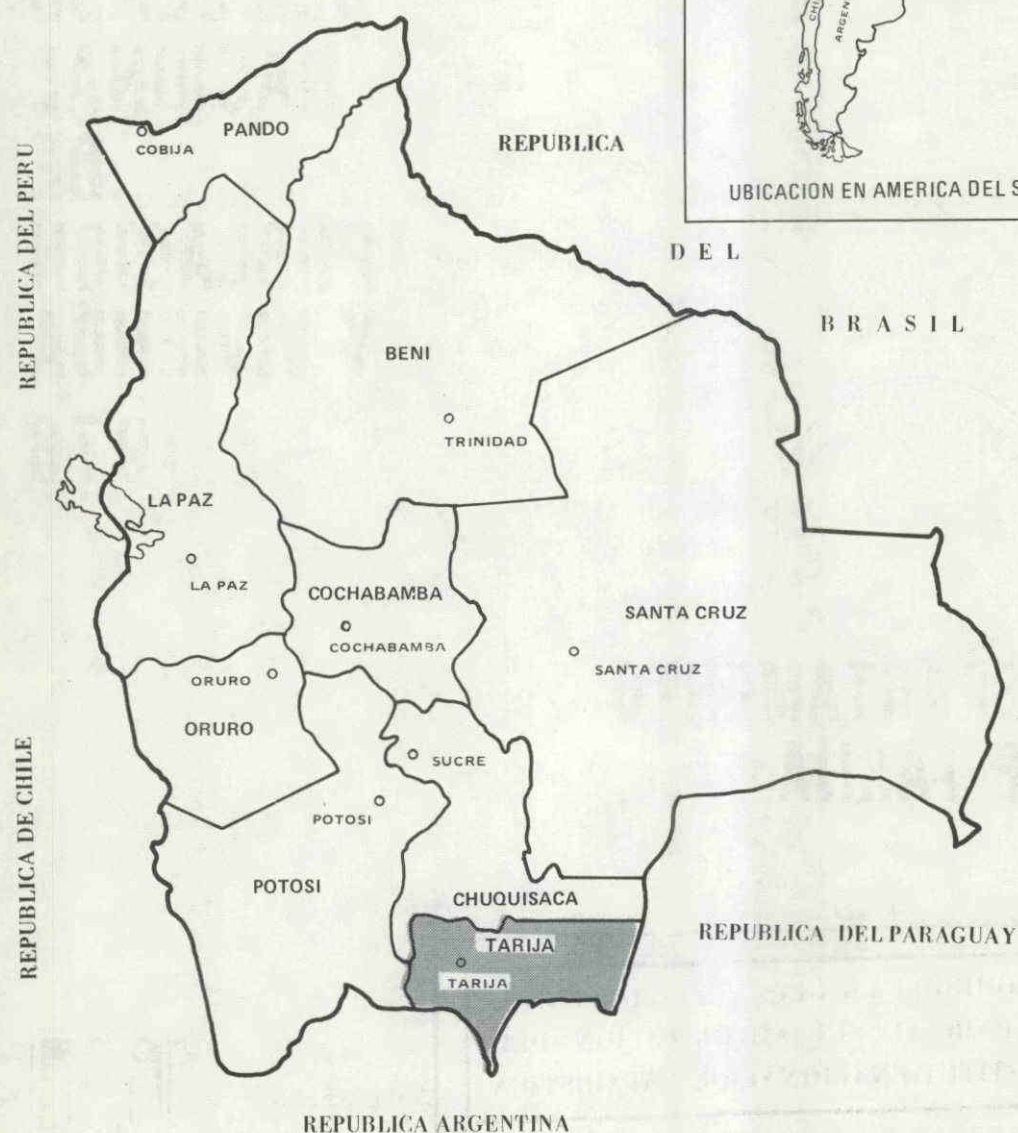 CHI
ARGEN
UBICACION EN AMERICA DEL S
REPUBLICA DEL PERU
PANDO
COBIJA
REPUBLICA
DEL
BRASIL
BENI
TRINIDAD
LA PAZ
LA PAZ
COCHABAMBA
COCHABAMBA
SANTA CRUZ
SANTA CRUZ
ORURO
ORURO
REPUBLICA DE CHILE
SUCRE
POTOSI
POTOSI
CHUQUISACA
TARIJA
TARIJA
REPUBLICA DEL PARAGUAY
REPUBLICA ARGENTINA